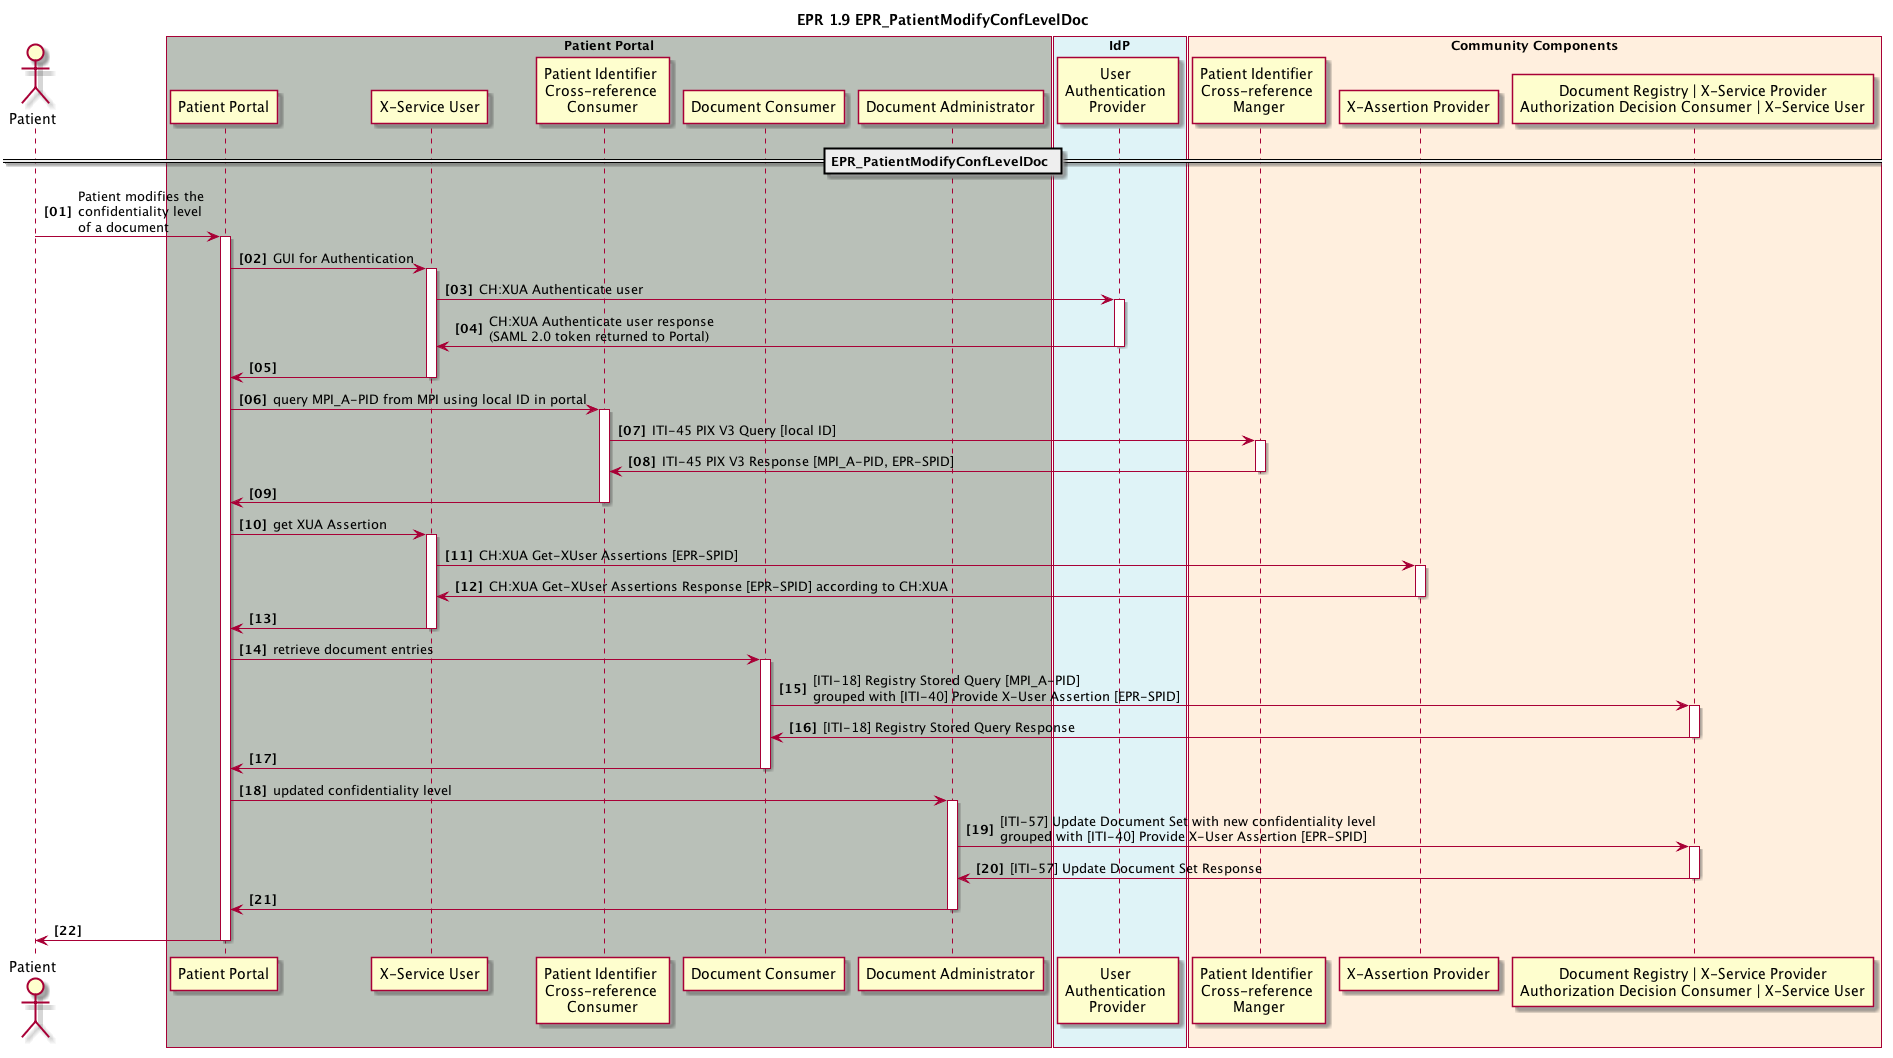 EPR 1.9 EPR_PatientModifyConfLevelDoc
Patient Portal
IdP
Community Components
Patient
Patient Portal
X-Service User
Patient Identifier
Cross-reference
Consumer
Document Consumer
Document Administrator
User
Authentication
Provider
Patient Identifier
Cross-reference
Manger
X-Assertion Provider
Document Registry | X-Service Provider
Authorization Decision Consumer | X-Service User
EPR_PatientModifyConfLevelDoc
[01] Patient modifies the
confidentiality level
of a document
[02] GUI for Authentication
[03] CH:XUA Authenticate user
[04] CH:XUA Authenticate user response
(SAML 2.0 token returned to Portal)
[05]
[06] query MPI_A-PID from MPI using local ID in portal
[07] ITI-45 PIX V3 Query [local ID]
[08] ITI-45 PIX V3 Response [MPI_A-PID, EPR-SPID]
[09]
[10] get XUA Assertion
[11] CH:XUA Get-XUser Assertions [EPR-SPID]
[12] CH:XUA Get-XUser Assertions Response [EPR-SPID] according to CH:XUA
[13]
[14] retrieve document entries
[15] [ITI-18] Registry Stored Query [MPI_A-PID]
grouped with [ITI-40] Provide X-User Assertion [EPR-SPID]
[16] [ITI-18] Registry Stored Query Response
[17]
[18] updated confidentiality level
[19] [ITI-57] Update Document Set with new confidentiality level
grouped with [ITI-40] Provide X-User Assertion [EPR-SPID]
[20] [ITI-57] Update Document Set Response
[21]
[22]
Patient
Patient Portal
X-Service User
Patient Identifier
Cross-reference
Consumer
Document Consumer
Document Administrator
User
Authentication
Provider
Patient Identifier
Cross-reference
Manger
X-Assertion Provider
Document Registry | X-Service Provider
Authorization Decision Consumer | X-Service User